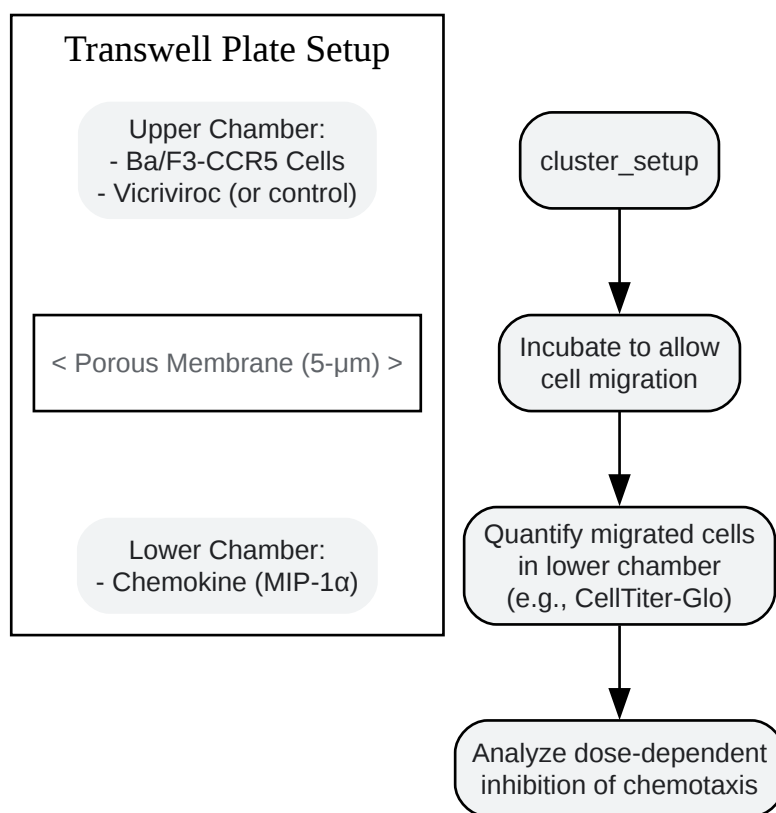 Transwell Plate Setup
Upper Chamber:
- Ba/F3-CCR5 Cells
- Vicriviroc (or control)
< Porous Membrane (5-μm) >
Lower Chamber:
- Chemokine (MIP-1α)
cluster_setup
Incubate to allow
cell migration
Quantify migrated cells
in lower chamber
(e.g., CellTiter-Glo)
Analyze dose-dependent
inhibition of chemotaxis